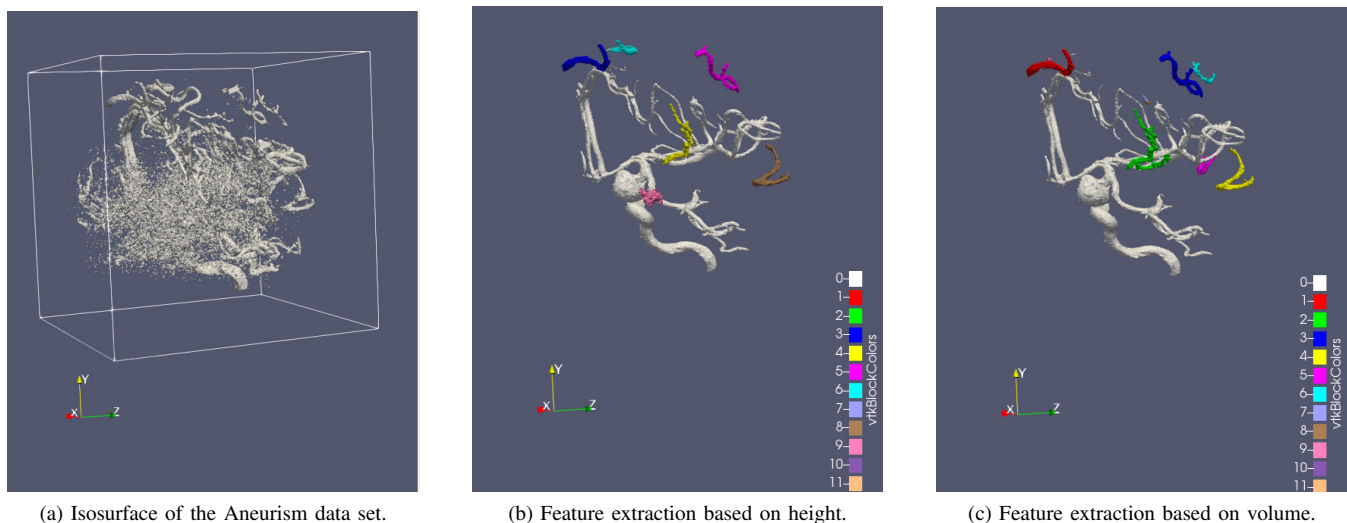 Y
X
Z
Y
X
Z
0
1
2
3
4
5
6
7
8
9
10
11
vtkBlockColors
Y
X
Z
0
1
2
3
4
5
6
7
8
9
10
11
vtkBlockColors
(a) Isosurface of the Aneurism data set.
(b) Feature extraction based on height.
(c) Feature extraction based on volume.